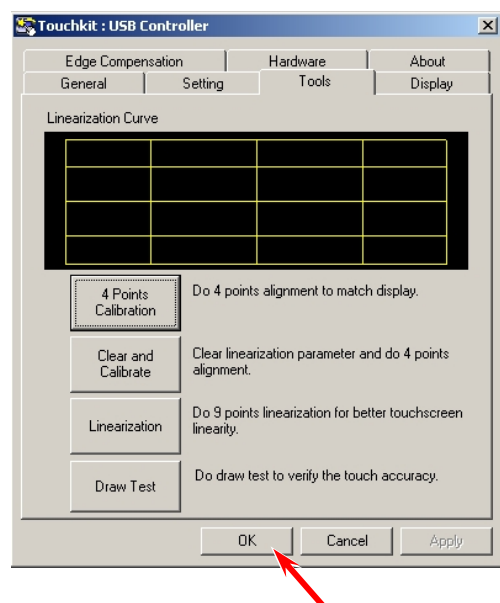 Touchkit : USB Controller
Edge Compensation Hardware About
General Setting Tools Display
Linearization Curve
4 Points
Calibration
Do 4 points alignment to match display.
Clear and
Calibrate
Clear linearization parameter and do 4 points
alignment.
Linearization
Do 9 points linearization for better touchscreen
linearity.
Draw Test
Do draw test to verify the touch accuracy.
OK Cancel Apply